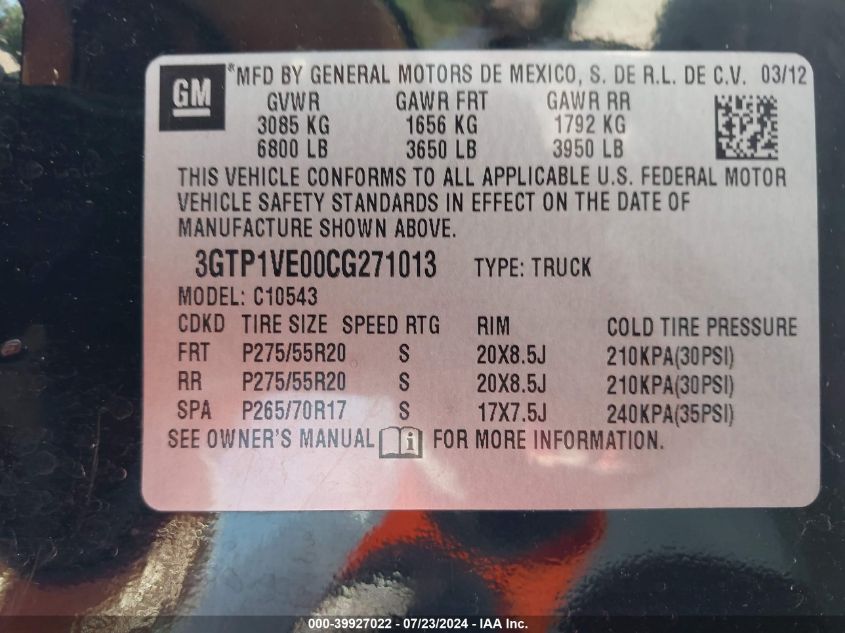 GM *MFD BY GENERAL MOTORS DE MEXICO, S. DE R.L. DE C.V. 03/12
GVWR GAWR FRT GAWR RR
3085 KG 1656 KG 1792 KG
6800 LB 3650 LB 3950 LB
THIS VEHICLE CONFORMS TO ALL APPLICABLE U.S. FEDERAL MOTOR
VEHICLE SAFETY STANDARDS IN EFFECT ON THE DATE OF
MANUFACTURE SHOWN ABOVE.
3GTP1VE00CG271013 TYPE: TRUCK
MODEL: C10543
CDKD TIRE SIZE SPEED RTG RIM COLD TIRE PRESSURE
FRT P275/55R20 S 20X8.5J 210KPA(30PSI)
RR P275/55R20 S 20X8.5J 210KPA(30PSI)
SPA P265/70R17 S 17X7.5J 240KPA(35PSI)
SEE OWNER'S MANUAL i FOR MORE INFORMATION.
000-39927022 / 07/23/2024 - IAAI Inc.